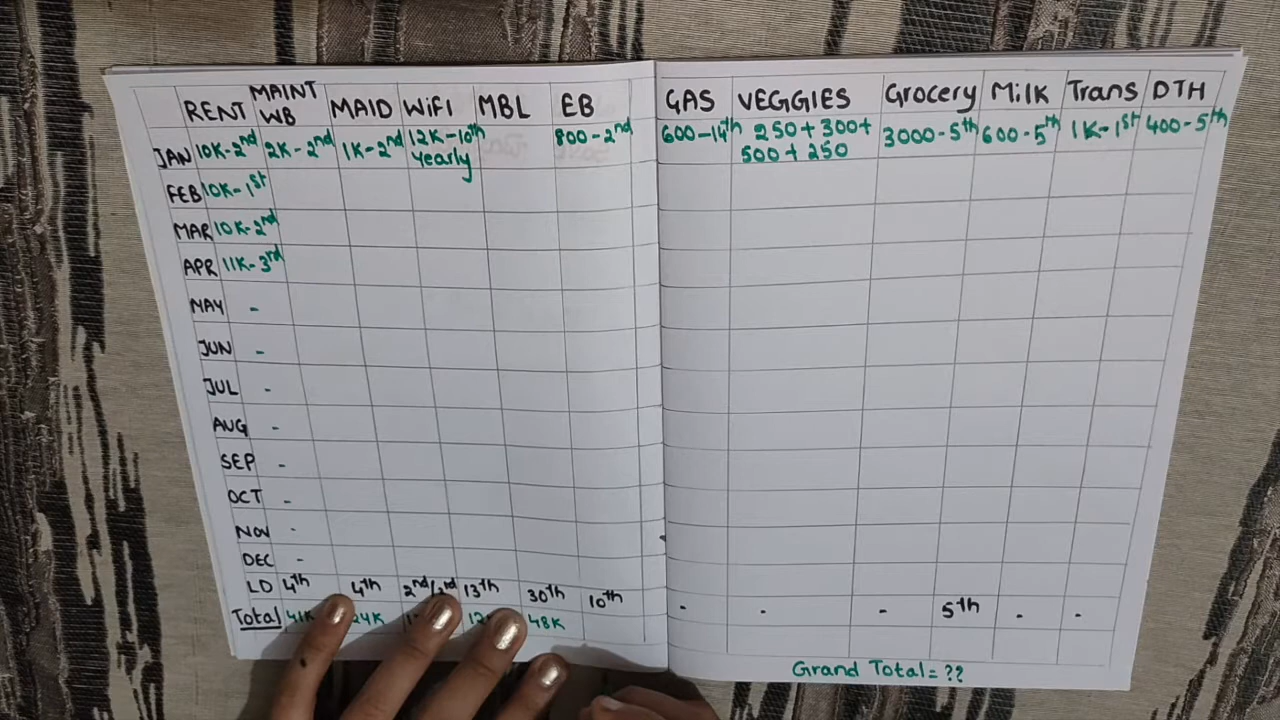 RENT MAINT WB MAID WiFI MBL EB GAS VEGGIES Grocery Milk Trans DTH
JAN 10K-2nd 2K-2nd 1K-2nd 12K-10th yearly 800-2nd 600-14th 250+300+ 500+250 3000-5th 600-5th 1K-1st 400-5th
FEB 10K-1st
MAR 10K-2nd
APR 11K-3rd
MAY -
JUN -
JUL -
AUG -
SEP -
OCT -
NOV -
DEC -
LD 4th 4th 2nd/3rd 13th 30th 10th - - - 5th - -
Total 41K 24K 48K
Grand Total = ??